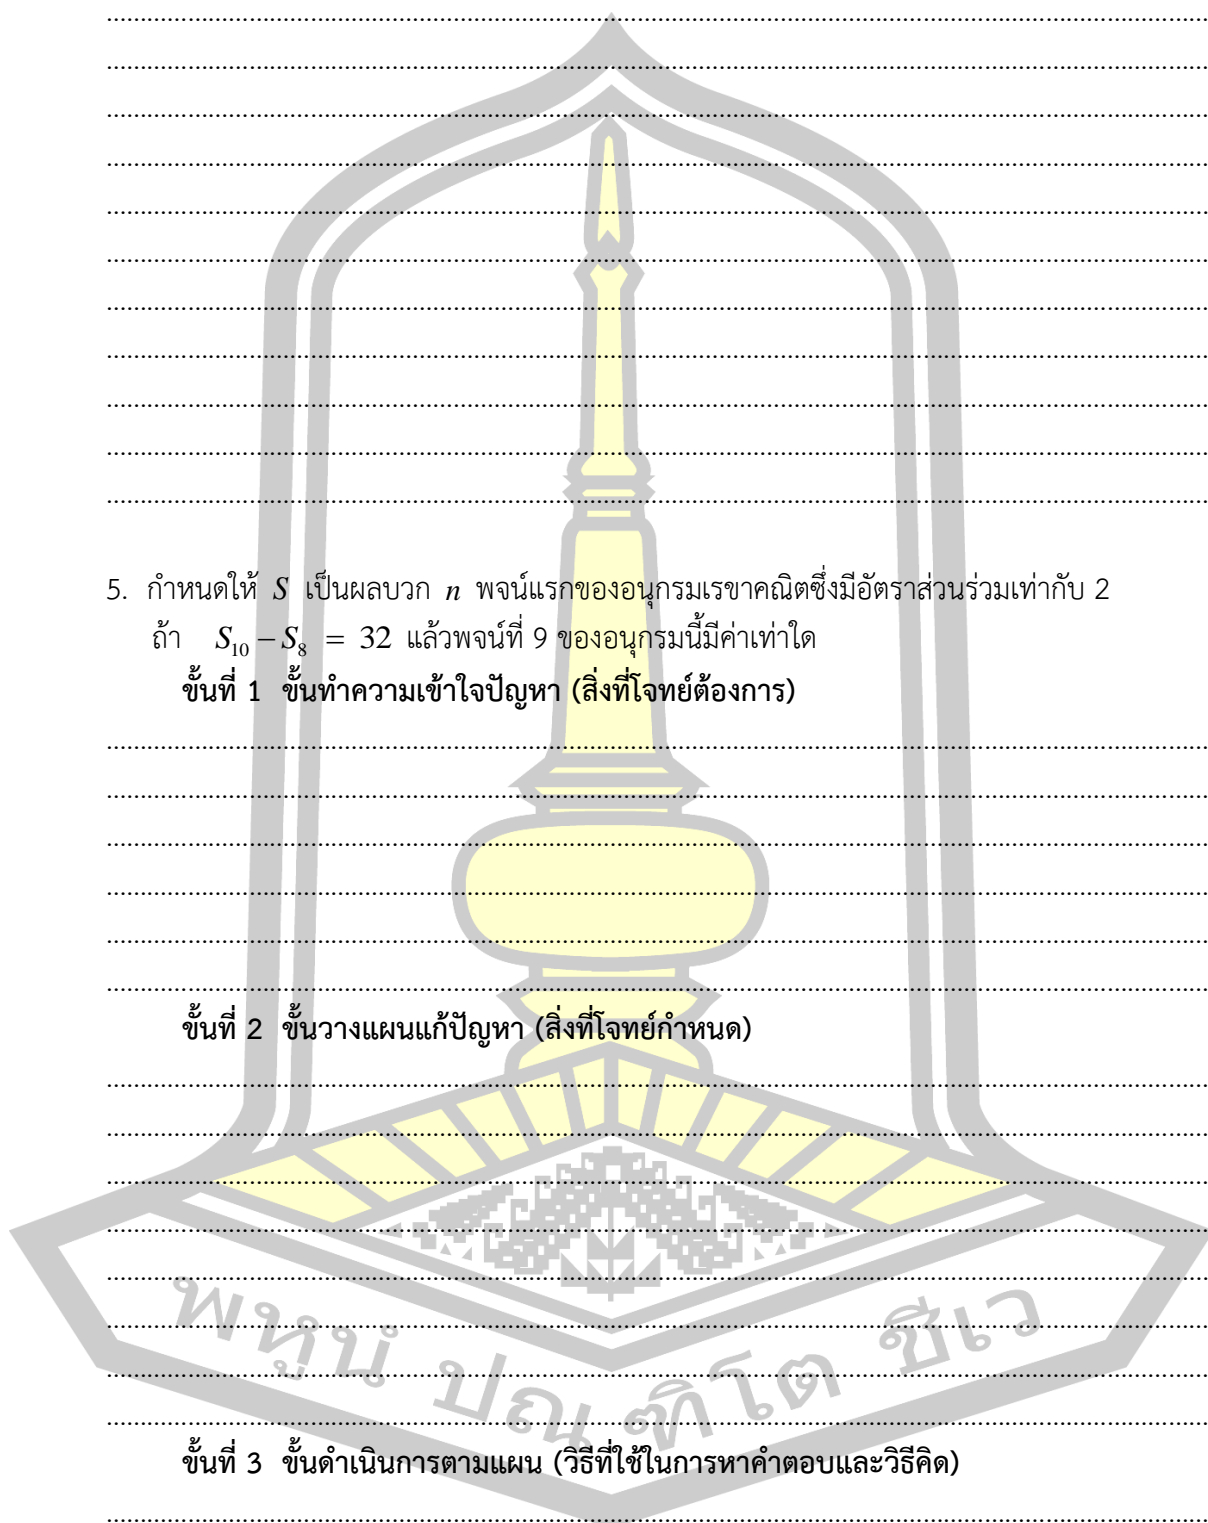 5. กำหนดให้ S เป็นผลบวก n พจน์แรกของอนุกรมเรขาคณิตซึ่งมีอัตราส่วนร่วมเท่ากับ 2
ถ้า S₁₀ – S₈ = 32 แล้วพจน์ที่ 9 ของอนุกรมนี้มีค่าเท่าใด
ขั้นที่ 1 ขั้นทำความเข้าใจปัญหา (สิ่งที่โจทย์ต้องการ)
ขั้นที่ 2 ขั้นวางแผนแก้ปัญหา (สิ่งที่โจทย์กำหนด)
พหูนํ ปณฺฑิโต ชีเว
ขั้นที่ 3 ขั้นดำเนินการตามแผน (วิธีที่ใช้ในการหาคำตอบและวิธีคิด)